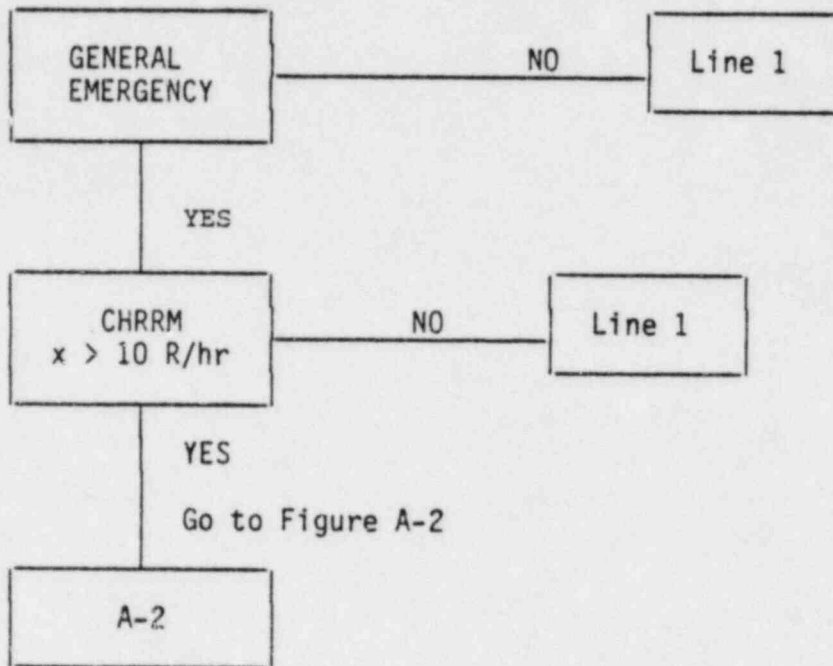 GENERAL
EMERGENCY
NO
Line 1
YES
CHRRM
x > 10 R/hr
NO
Line 1
YES
Go to Figure A-2
A-2